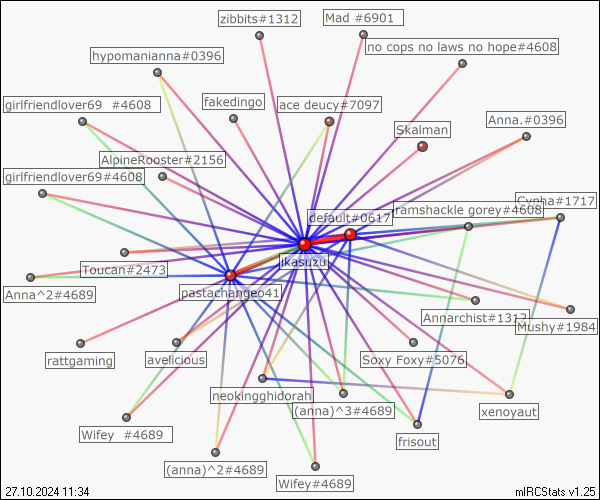 zibbits#1312
Mad #6901
no cops no laws no hope#4608
hypomanianna#0396
girlfriendlover69 #4608
fakedingo
ace deucy#7097
Skalman
Anna.#0396
AlpineRooster#2156
girlfriendlover69#4608
Cypha#1717
ramshackle gorey#4608
default#0617
jkasuzu
Toucan#2473
pastachangeo41
Anna^2#4689
Annarchist#1312
Mushy#1984
rattgaming
avelicious
Soxy Foxy#5076
neokingghidorah
(anna)^3#4689
xenoyaut
Wifey #4689
frisout
(anna)^2#4689
Wifey#4689
27.10.2024 11:34
mIRCStats v1.25